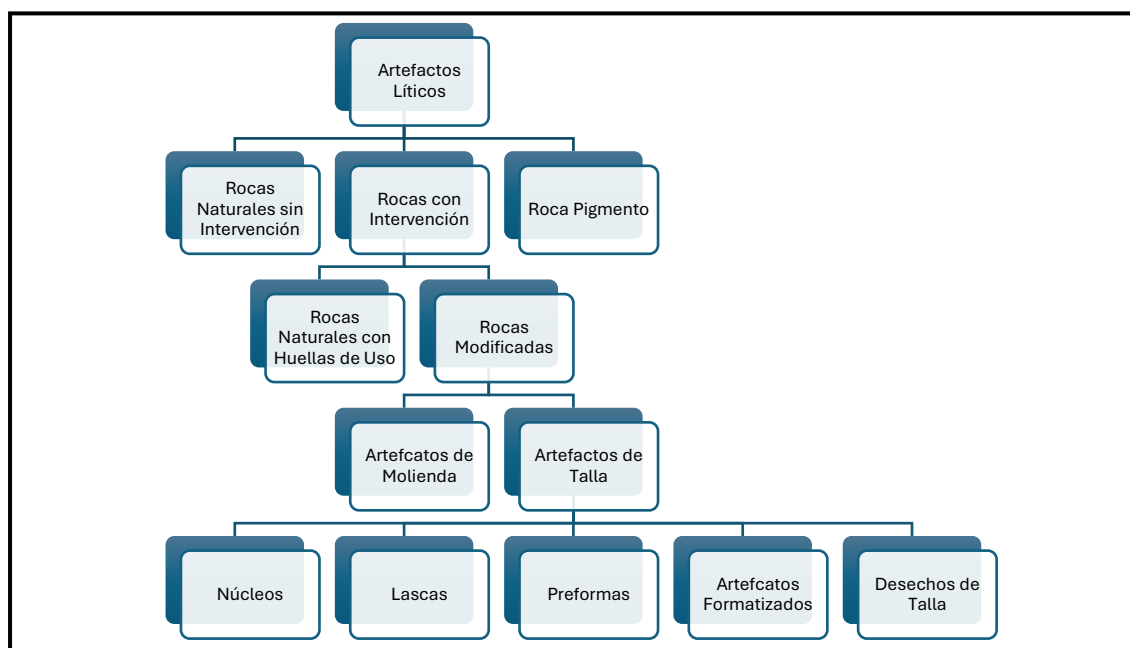 Artefactos
Líticos
Rocas
Naturales sin
Intervención
Rocas con
Intervención
Roca Pigmento
Rocas
Naturales con
Huellas de Uso
Rocas
Modificadas
Artefcatos de
Molienda
Artefactos de
Talla
Núcleos
Lascas
Preformas
Artefcatos
Formatizados
Desechos de
Talla